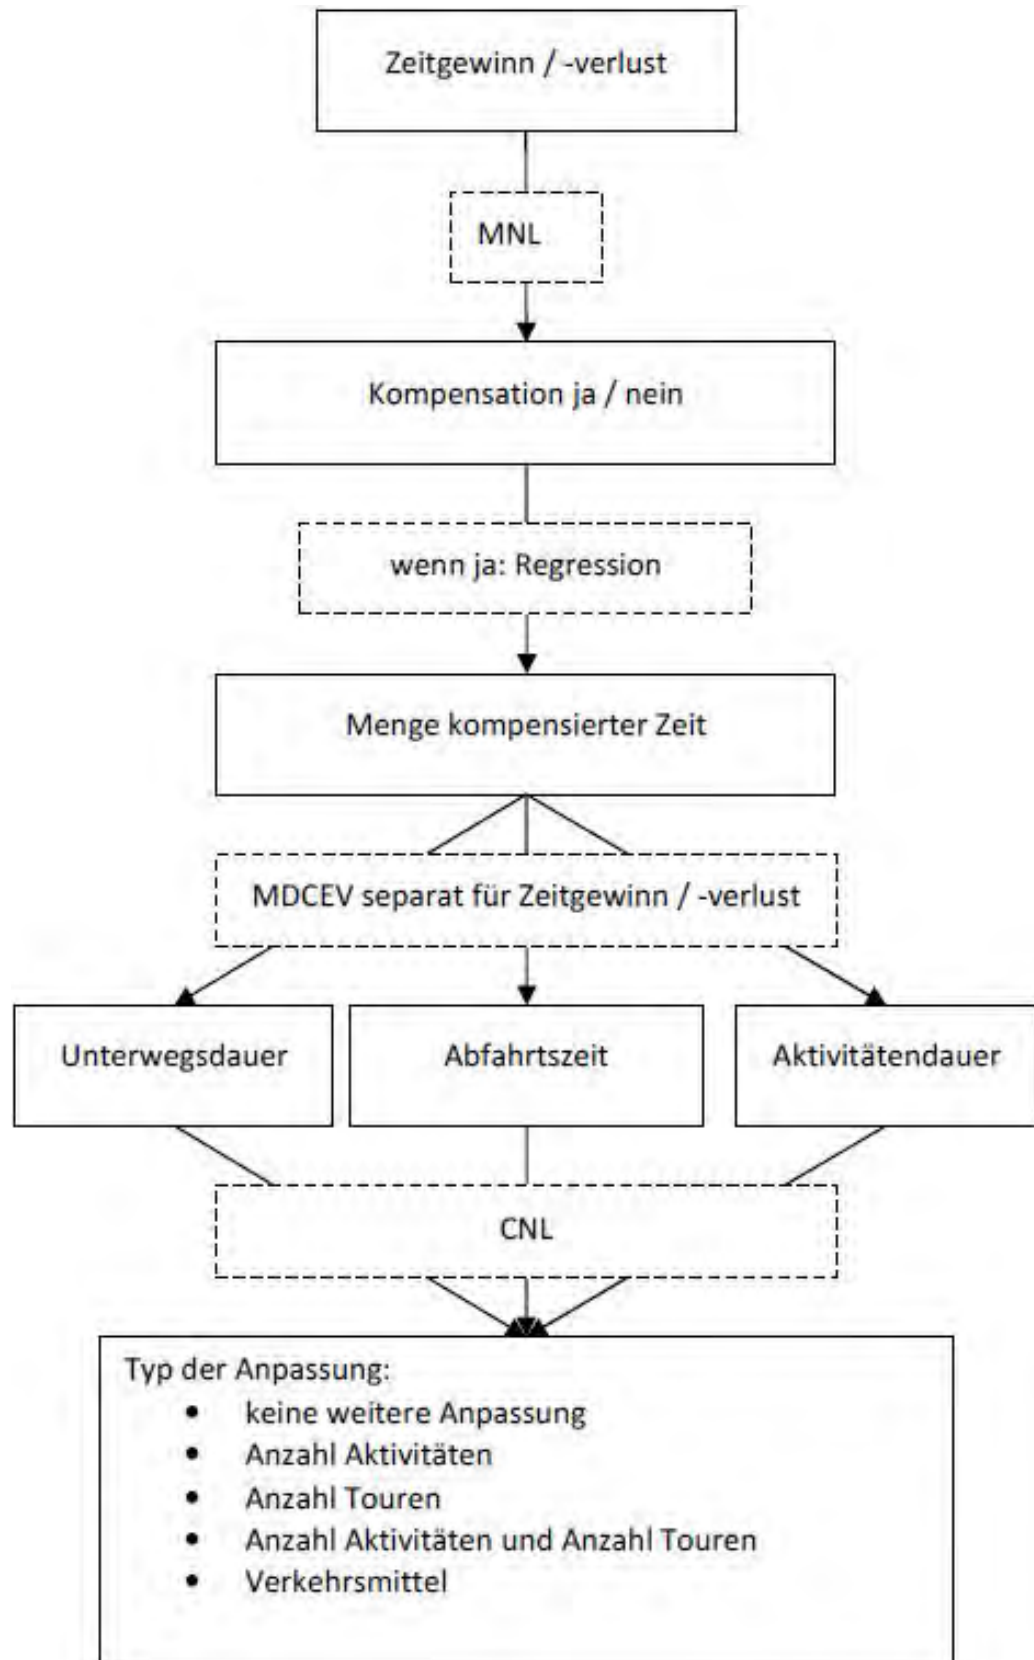 Zeitgewinn / -verlust
MNL
Kompensation ja / nein
wenn ja: Regression
Menge kompensierter Zeit
MDCEV separat für Zeitgewinn / -verlust
Unterwegsdauer
Abfahrtszeit
Aktivitätendauer
CNL
Typ der Anpassung:
• keine weitere Anpassung
• Anzahl Aktivitäten
• Anzahl Touren
• Anzahl Aktivitäten und Anzahl Touren
• Verkehrsmittel